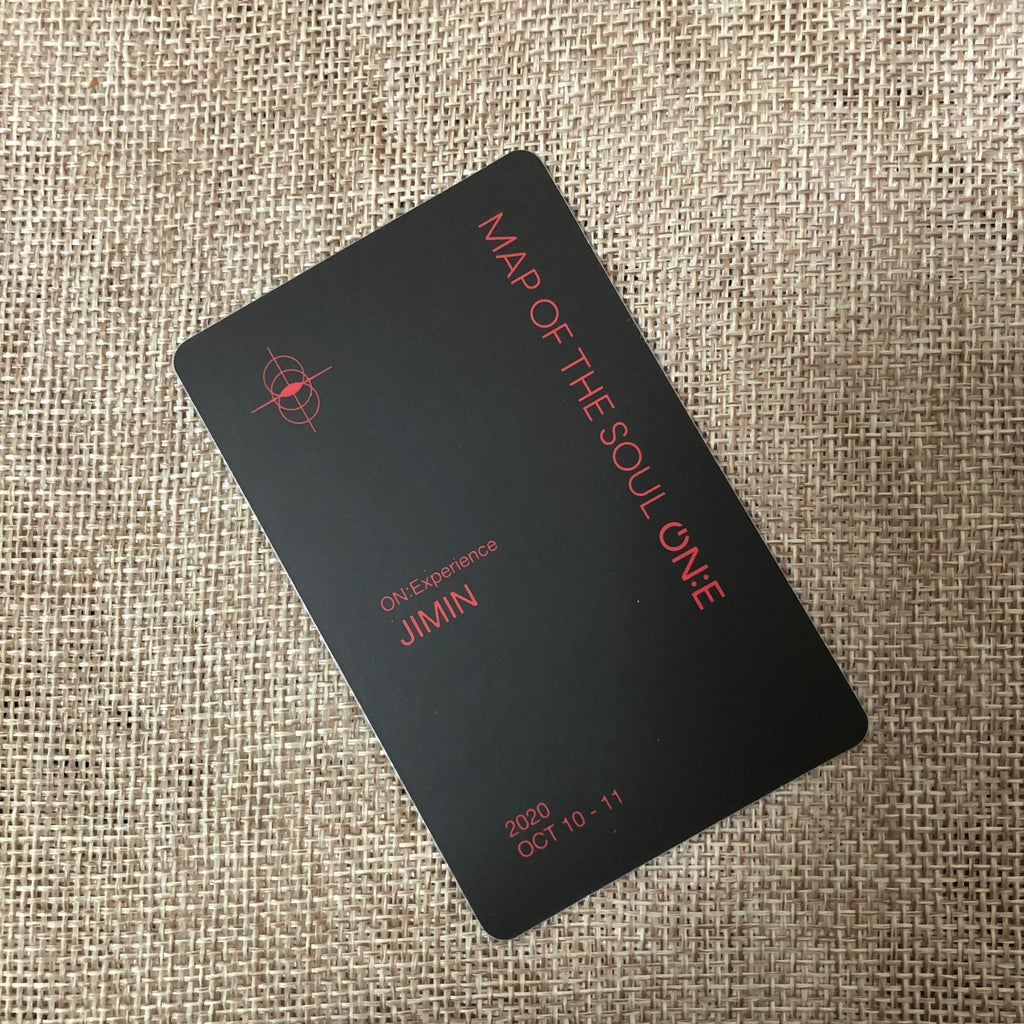 MAP OF THE SOUL ON:E
ON:Experience
JIMIN
2020
OCT 10 - 11